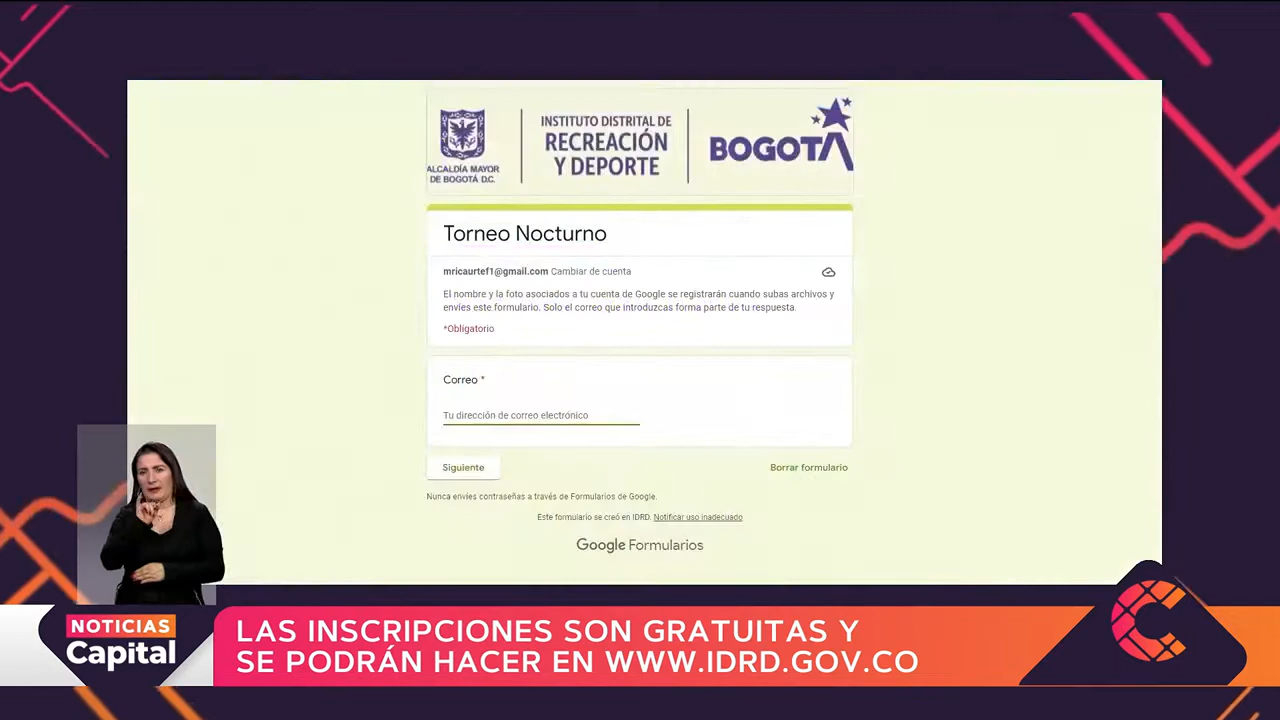 ALCALDÍA MAYOR
DE BOGOTÁ D.C.
INSTITUTO DISTRITAL DE
RECREACIÓN
Y DEPORTE
BOGOTÁ
Torneo Nocturno
mricaurtef1@gmail.com Cambiar de cuenta
El nombre y la foto asociados a tu cuenta de Google se registrarán cuando subas archivos y
envíes este formulario. Solo el correo que introduzcas forma parte de tu respuesta.
*Obligatorio
Correo *
Tu dirección de correo electrónico
Siguiente
Borrar formulario
Nunca envíes contraseñas a través de Formularios de Google.
Este formulario se creó en IDRD. Notificar uso inadecuado
Google Formularios
NOTICIAS
Capital
LAS INSCRIPCIONES SON GRATUITAS Y
SE PODRÁN HACER EN WWW.IDRD.GOV.CO